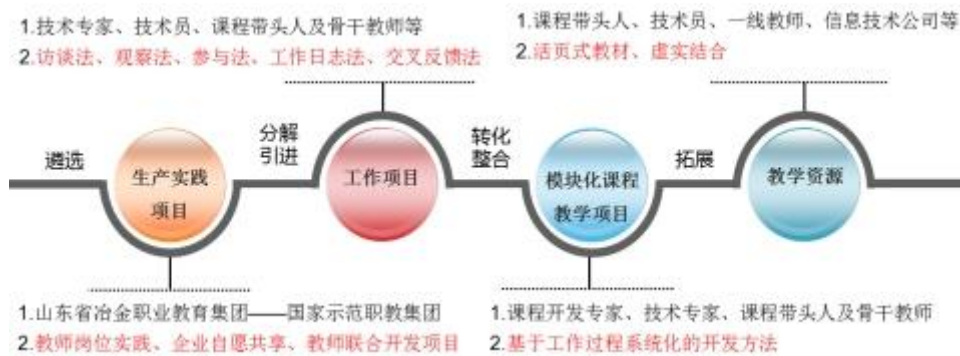 1.技术专家、技术员、课程带头人及骨干教师等
2.访谈法、观察法、参与法、工作日志法、交叉反馈法
1.课程带头人、技术员、一线教师、信息技术公司等
2.活页式教材、虚实结合
遴选
生产实践
项目
分解
引进
工作项目
转化
整合
模块化课程
教学项目
拓展
教学资源
1.山东省冶金职业教育集团——国家示范职教集团
2.教师岗位实践、企业自愿共享、教师联合开发项目
1.课程开发专家、技术专家、课程带头人及骨干教师
2.基于工作过程系统化的开发方法